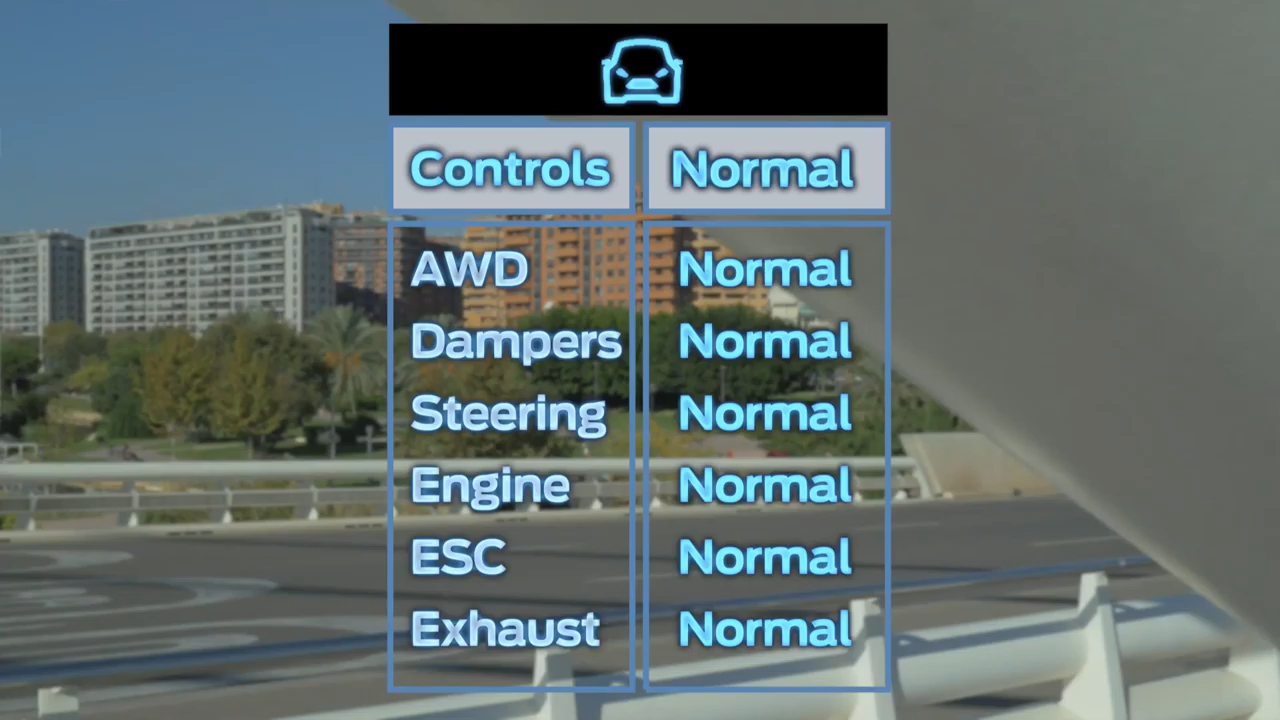 Controls Normal
AWD Normal
Dampers Normal
Steering Normal
Engine Normal
ESC Normal
Exhaust Normal